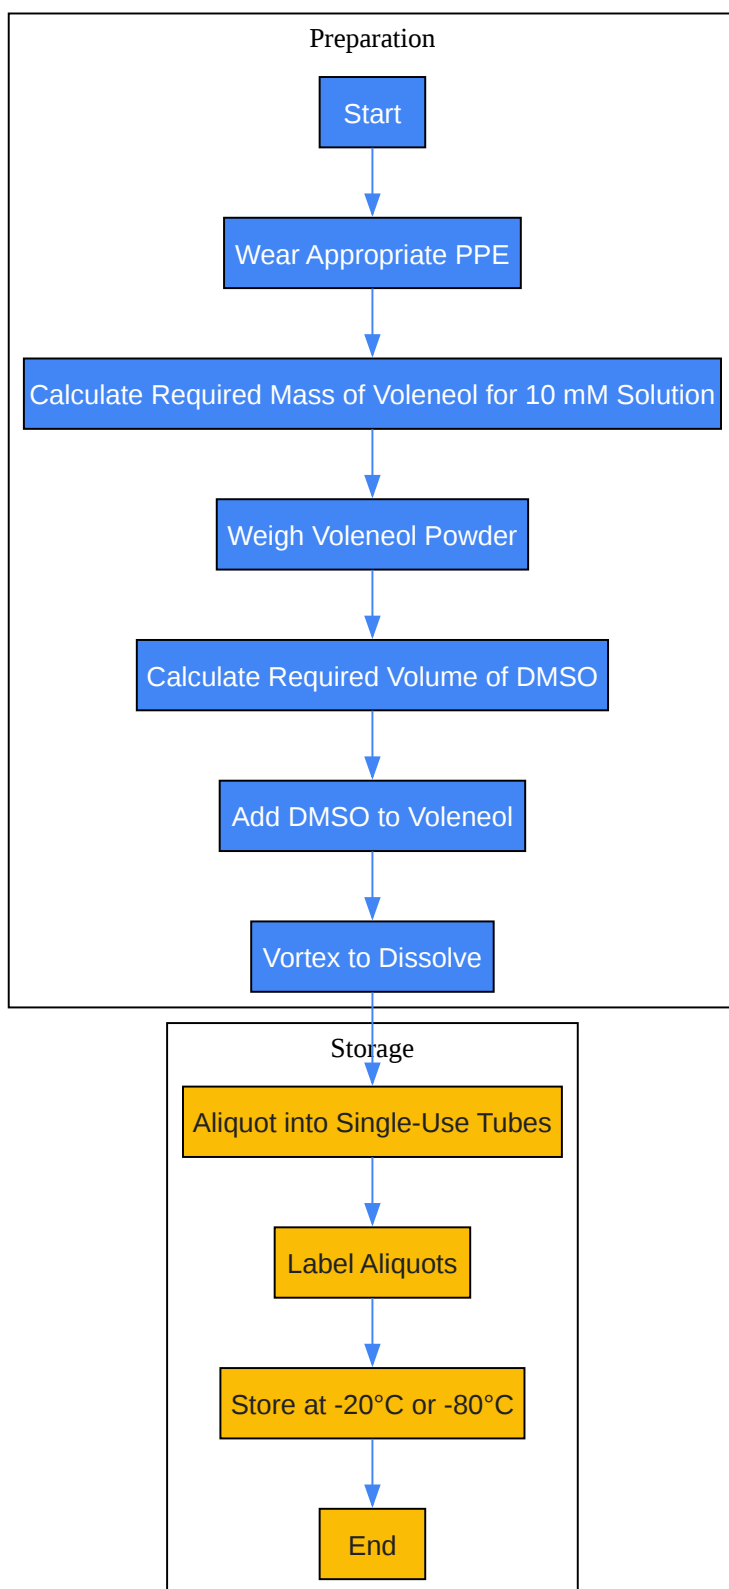 Preparation
Start
Wear Appropriate PPE
Calculate Required Mass of Voleneol for 10 mM Solution
Weigh Voleneol Powder
Calculate Required Volume of DMSO
Add DMSO to Voleneol
Vortex to Dissolve
Storage
Aliquot into Single-Use Tubes
Label Aliquots
Store at -20°C or -80°C
End